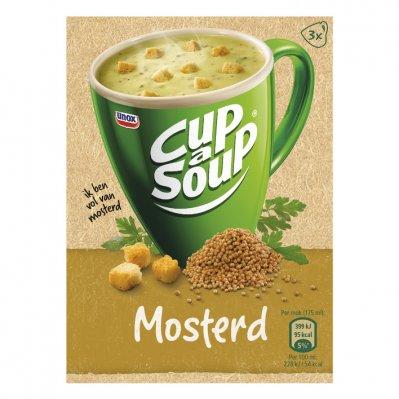 3x
unox
Cup
a
Soup
®
ik ben
vol van
mosterd
Mosterd
Per mok (175 ml):
399 kJ
95 kcal
5%*
Per 100 ml:
228 kJ / 54 kcal